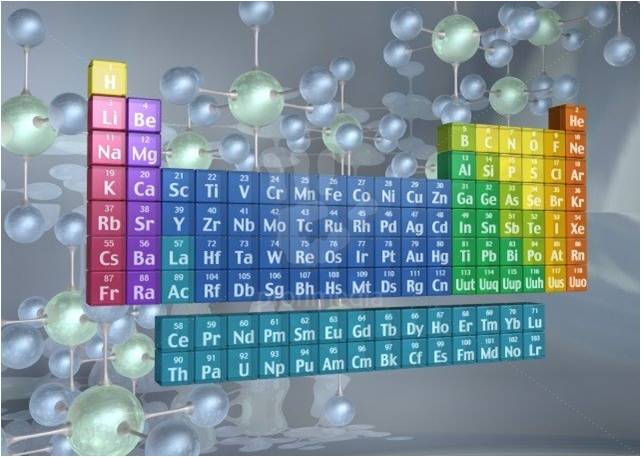 1 2
H He
3 4 5 6 7 8 9 10
Li Be B C N O F Ne
11 12 13 14 15 16 17 18
Na Mg Al Si P S Cl Ar
19 20 21 22 23 24 25 26 27 28 29 30 31 32 33 34 35 36
K Ca Sc Ti V Cr Mn Fe Co Ni Cu Zn Ga Ge As Se Br Kr
37 38 39 40 41 42 43 44 45 46 47 48 49 50 51 52 53 54
Rb Sr Y Zr Nb Mo Tc Ru Rh Pd Ag Cd In Sn Sb Te I Xe
55 56 57 72 73 74 75 76 77 78 79 80 81 82 83 84 85 86
Cs Ba La Hf Ta W Re Os Ir Pt Au Hg Tl Pb Bi Po At Rn
87 88 89 104 105 106 107 108 109 110 111 112 113 114 115 116 117 118
Fr Ra Ac Rf Db Sg Bh Hs Mt Ds Rg Cn Uut Uuq Uup Uuh Uus Uuo
58 59 60 61 62 63 64 65 66 67 68 69 70 71
Ce Pr Nd Pm Sm Eu Gd Tb Dy Ho Er Tm Yb Lu
90 91 92 93 94 95 96 97 98 99 100 101 102 103
Th Pa U Np Pu Am Cm Bk Cf Es Fm Md No Lr